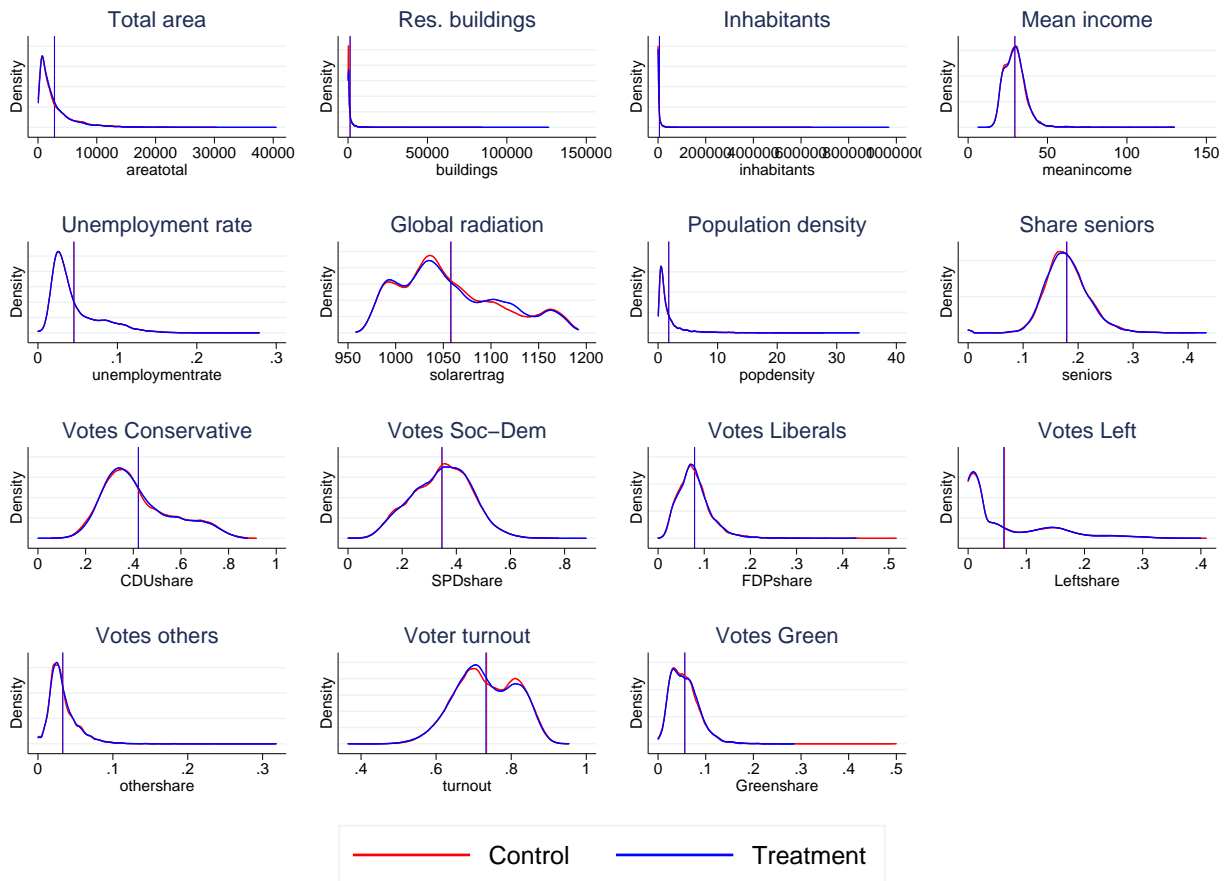 Total area Res. buildings Inhabitants Mean income
Density Density Density Density
0 10000 20000 30000 40000 0 50000 100000 150000 0 200000 400000 600000 800000 1000000 0 50 100 150
areatotal buildings inhabitants meanincome
Unemployment rate Global radiation Population density Share seniors
Density Density Density Density
0 .1 .2 .3 950 1000 1050 1100 1150 1200 0 10 20 30 40 0 .1 .2 .3 .4
unemploymentrate solarertrag popdensity seniors
Votes Conservative Votes Soc−Dem Votes Liberals Votes Left
Density Density Density Density
0 .2 .4 .6 .8 1 0 .2 .4 .6 .8 0 .1 .2 .3 .4 .5 0 .1 .2 .3 .4
CDUshare SPDshare FDPshare Leftshare
Votes others Voter turnout Votes Green
Density Density Density
0 .1 .2 .3 .4 .6 .8 1 0 .1 .2 .3 .4 .5
othershare turnout Greenshare
Control Treatment